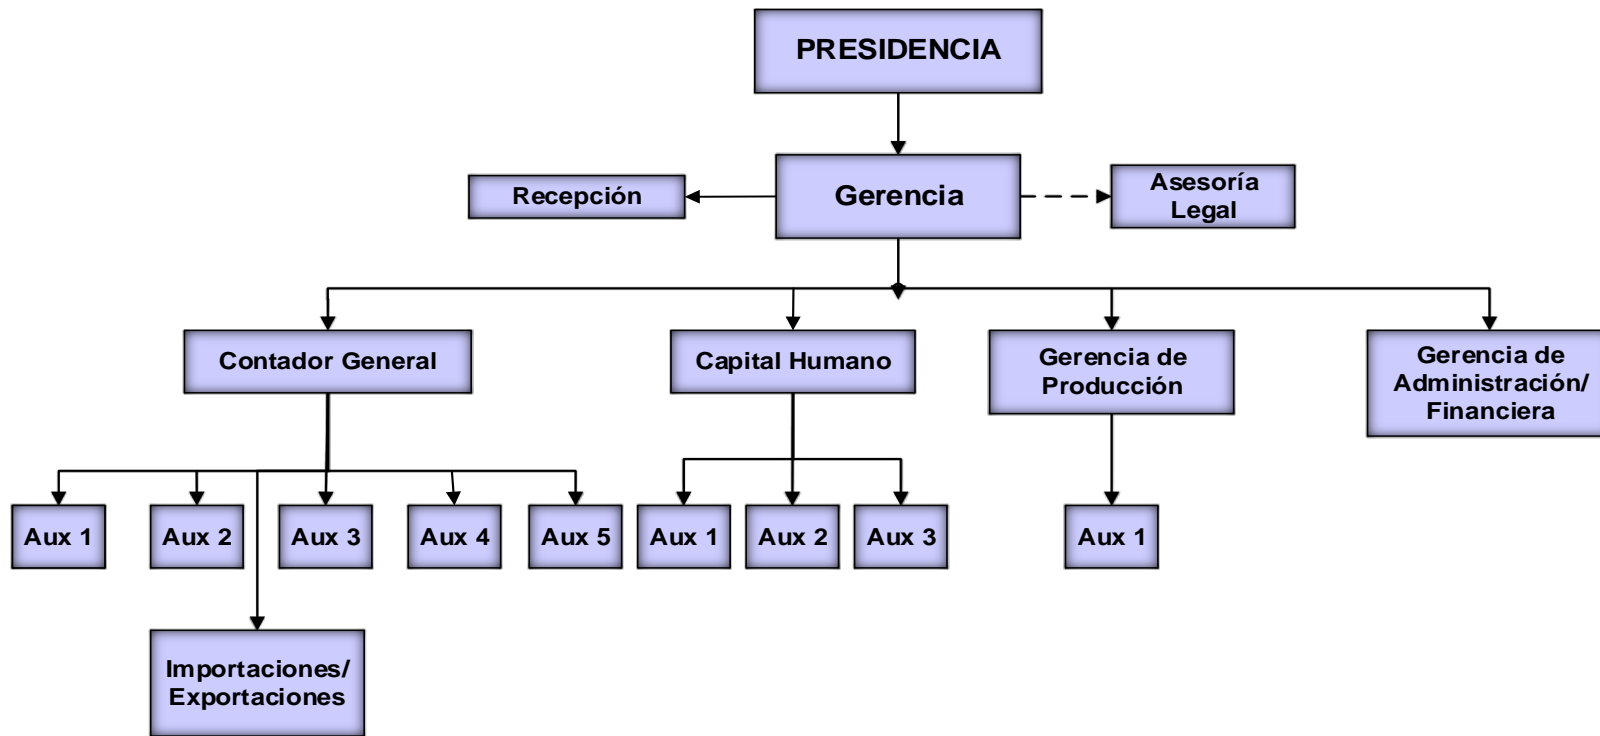 PRESIDENCIA
Recepción
Gerencia
Asesoría
Legal
Contador General
Capital Humano
Gerencia de
Producción
Gerencia de
Administración/
Financiera
Aux 1
Aux 2
Aux 3
Aux 4
Aux 5
Aux 1
Aux 2
Aux 3
Aux 1
Importaciones/
Exportaciones